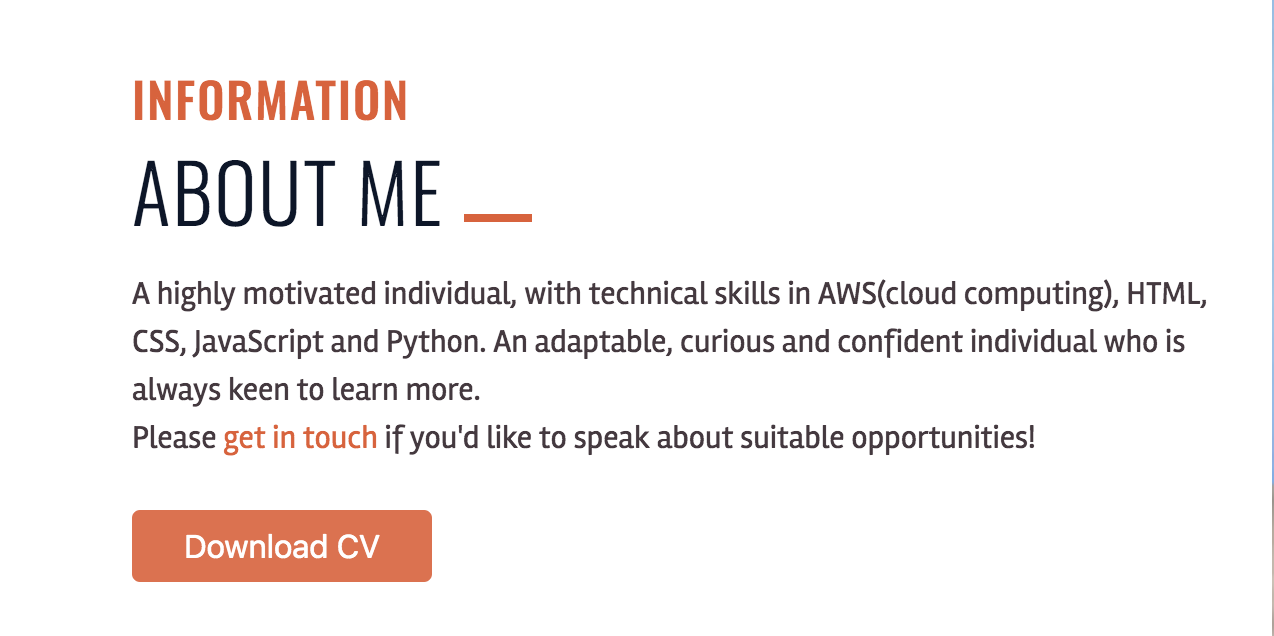 INFORMATION
ABOUT ME
A highly motivated individual, with technical skills in AWS(cloud computing), HTML,
CSS, JavaScript and Python. An adaptable, curious and confident individual who is
always keen to learn more.
Please get in touch if you'd like to speak about suitable opportunities!
Download CV